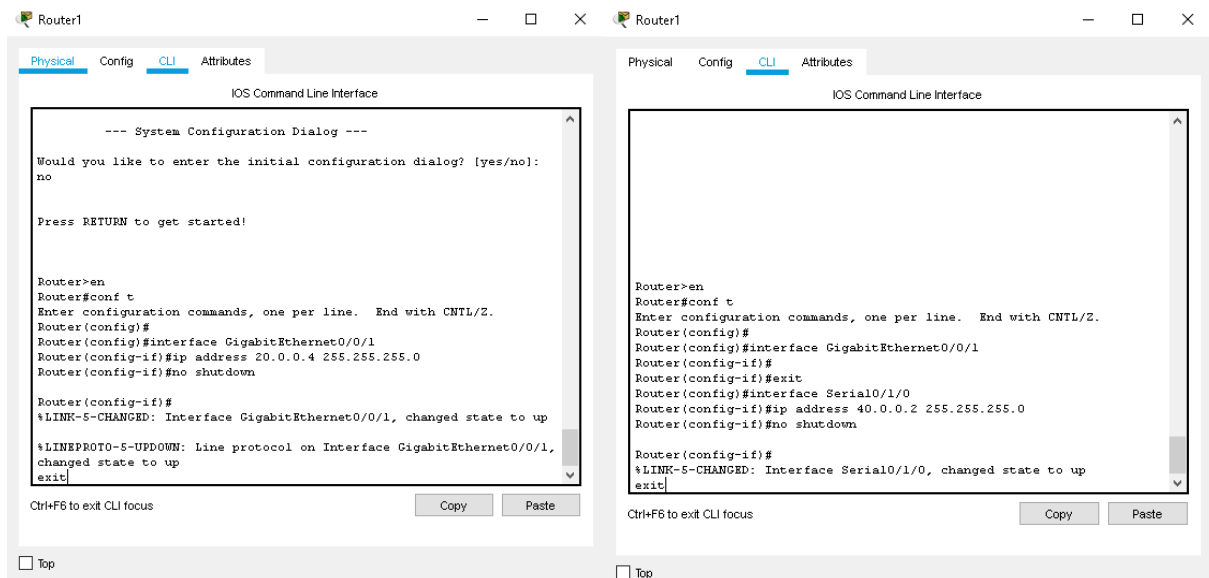 Router1
Physical Config CLI Attributes
IOS Command Line Interface
--- System Configuration Dialog ---
Would you like to enter the initial configuration dialog? [yes/no]:
no
Press RETURN to get started!
Router>en
Router#conf t
Enter configuration commands, one per line.  End with CNTL/Z.
Router(config)#
Router(config)#interface GigabitEthernet0/0/1
Router(config-if)#ip address 20.0.0.4 255.255.255.0
Router(config-if)#no shutdown
Router(config-if)#
%LINK-5-CHANGED: Interface GigabitEthernet0/0/1, changed state to up
%LINEPROTO-5-UPDOWN: Line protocol on Interface GigabitEthernet0/0/1,
changed state to up
exit
Ctrl+F6 to exit CLI focus
Copy Paste
Top
Router1
Physical Config CLI Attributes
IOS Command Line Interface
Router>en
Router#conf t
Enter configuration commands, one per line.  End with CNTL/Z.
Router(config)#
Router(config)#interface GigabitEthernet0/0/1
Router(config-if)#
Router(config-if)#exit
Router(config)#interface Serial0/1/0
Router(config-if)#ip address 40.0.0.2 255.255.255.0
Router(config-if)#no shutdown
Router(config-if)#
%LINK-5-CHANGED: Interface Serial0/1/0, changed state to up
exit
Ctrl+F6 to exit CLI focus
Copy Paste
Top